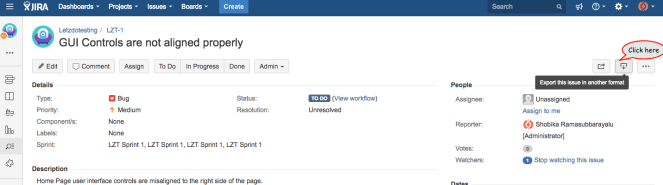 JIRA Dashboards Projects Issues Boards Create Search
Letzdotesting / LZT-1
GUI Controls are not aligned properly
Click here
Edit Comment Assign To Do In Progress Done Admin
Export this issue in another format
Details
People
Type: Bug Status: TO DO (View workflow)
Assignee: Unassigned
Priority: Medium Resolution: Unresolved
Assign to me
Component/s: None
Reporter: Shobika Ramasubbarayalu
Labels: None
[Administrator]
Sprint: LZT Sprint 1, LZT Sprint 1, LZT Sprint 1, LZT Sprint 1
Votes: 0
Watchers: 1 Stop watching this issue
Description
Dates
Home Page user interface controls are misaligned to the right side of the page.